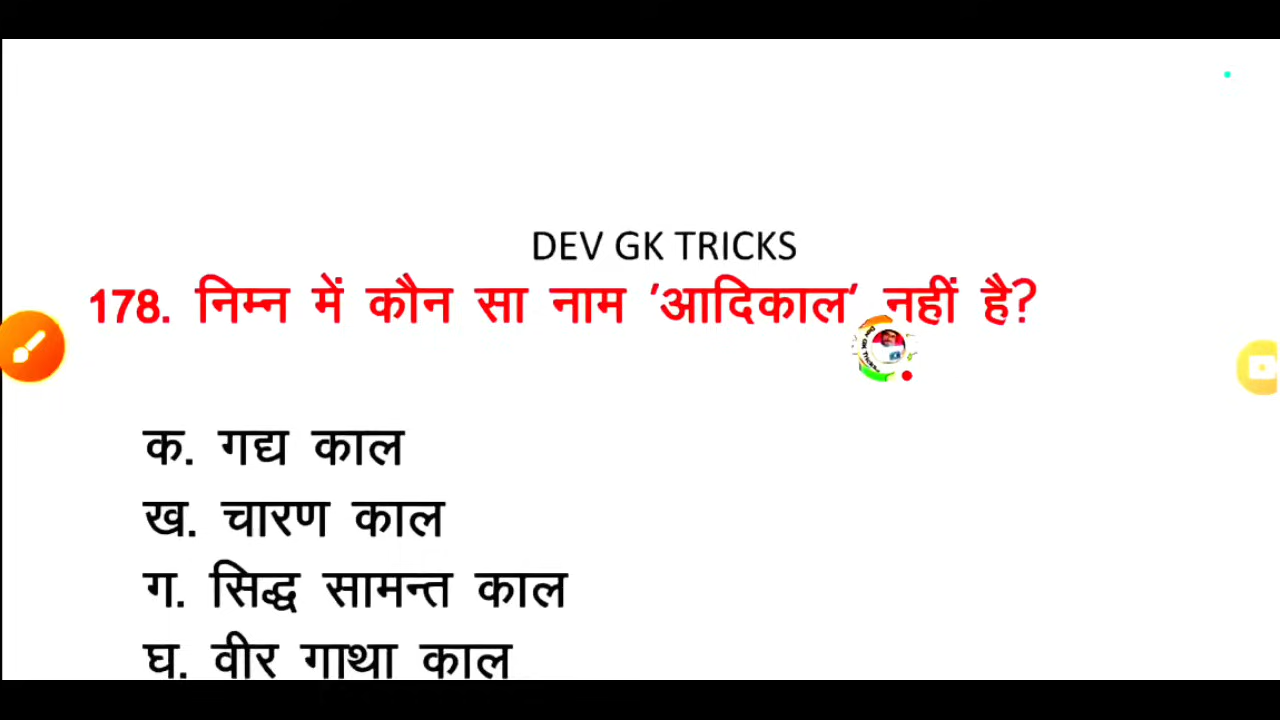 DEV GK TRICKS
178. निम्न में कौन सा नाम 'आदिकाल' नहीं है?
क. गद्य काल
ख. चारण काल
ग. सिद्ध सामन्त काल
घ. वीर गाथा काल